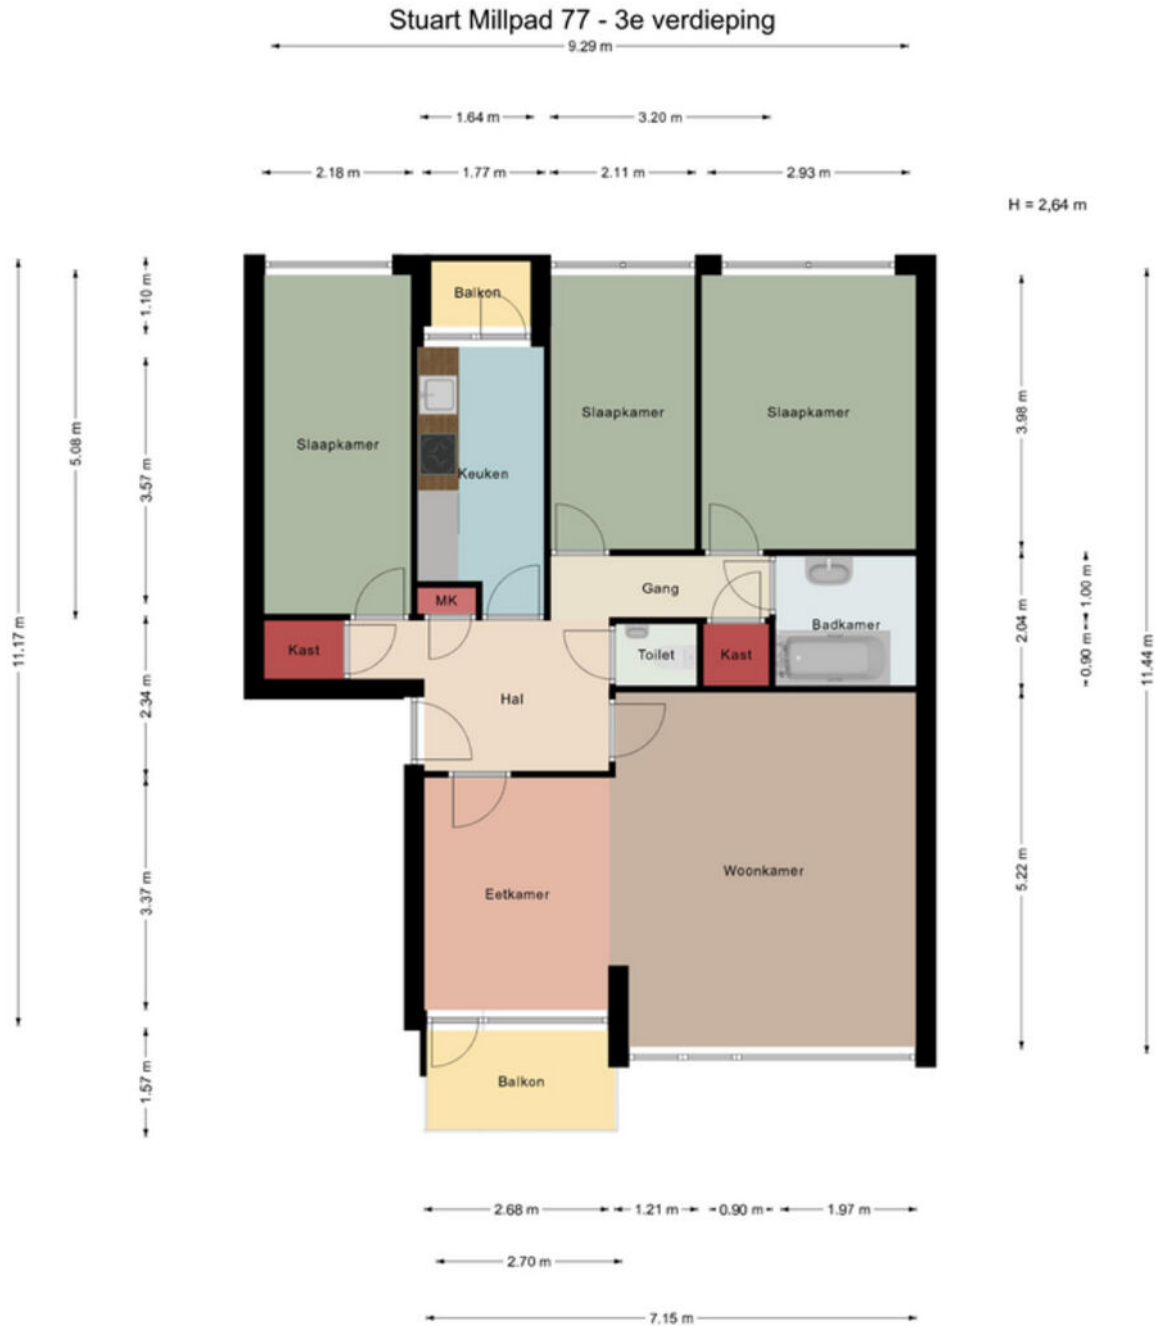 Stuart Millpad 77 - 3e verdieping
9.29 m
1.64 m
3.20 m
2.18 m
1.77 m
2.11 m
2.93 m
H = 2,64 m
1.10 m
Balkon
Slaapkamer
Slaapkamer
3.98 m
5.08 m
Slaapkamer
3.57 m
Keuken
Gang
1.00 m
MK
11.17 m
2.04 m
Badkamer
0.90 m
11.44 m
Kast
Toilet
Kast
2.34 m
Hal
Woonkamer
5.22 m
3.37 m
Eetkamer
1.57 m
Balkon
2.68 m
1.21 m
0.90 m
1.97 m
2.70 m
7.15 m